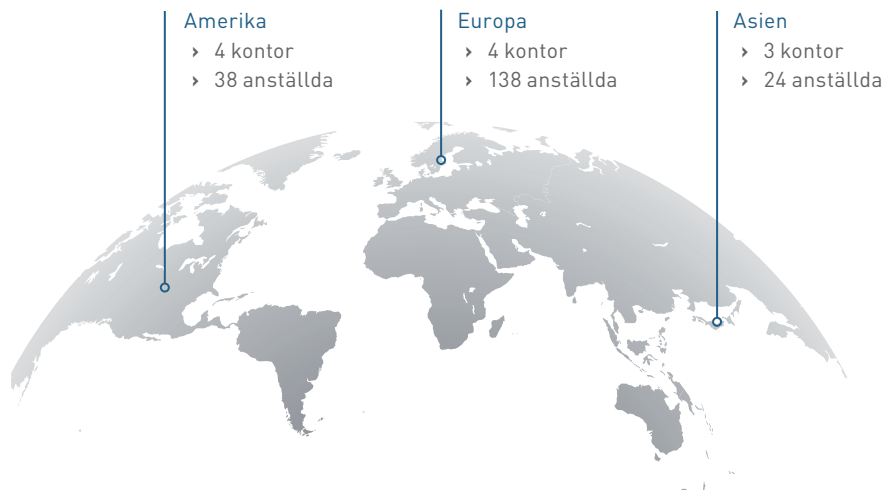 Amerika
› 4 kontor
› 38 anställda
Europa
› 4 kontor
› 138 anställda
Asien
› 3 kontor
› 24 anställda